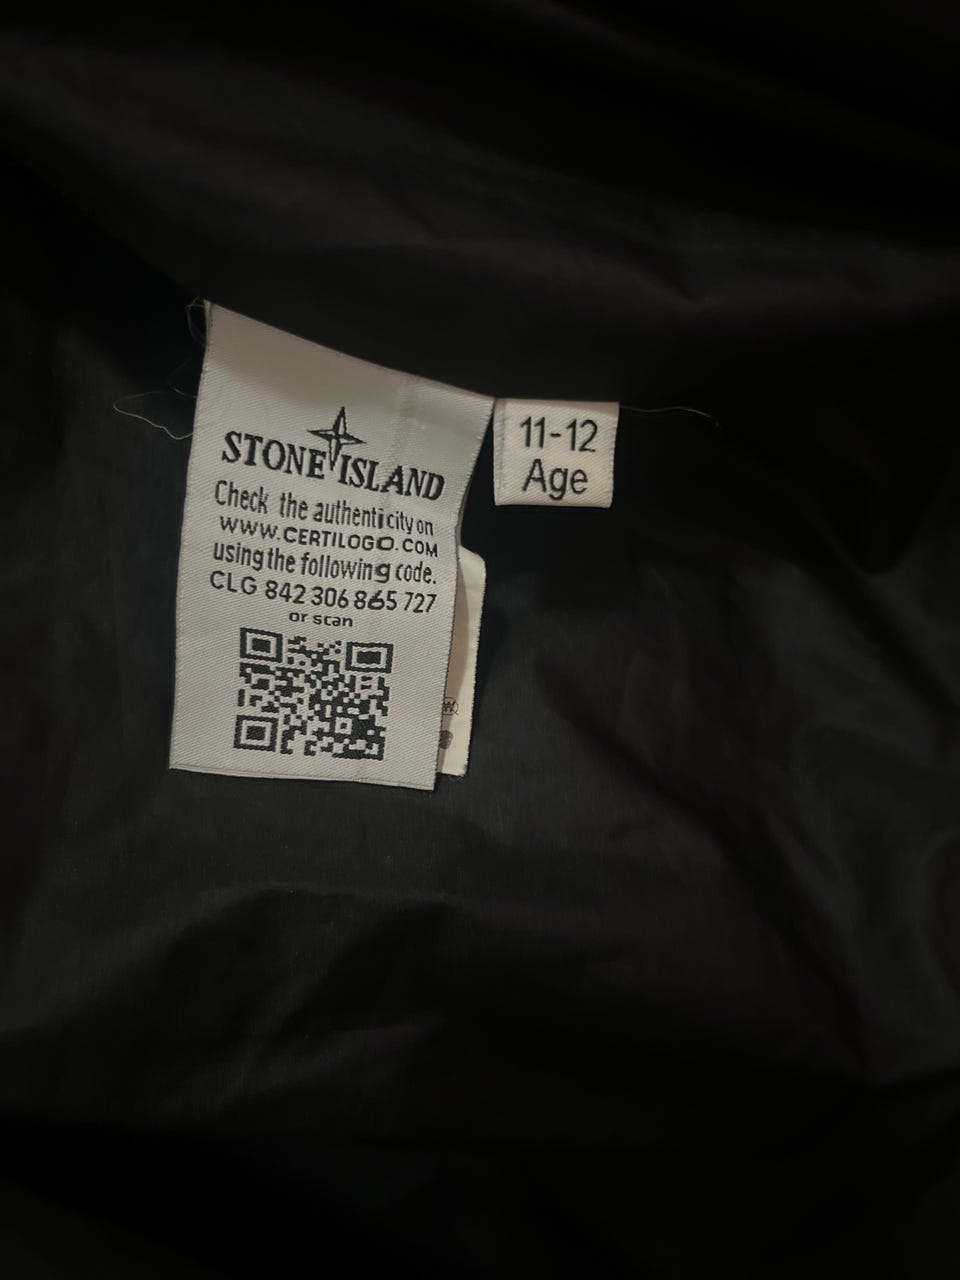 STONE ISLAND
Check the authenticity on
WWW.CERTILOGO.COM
using the following code.
CLG 842 306 865 727
or scan
11-12
Age